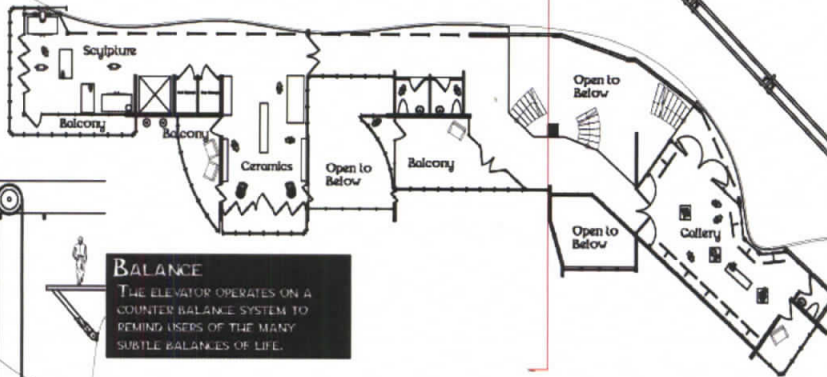 Sculpture
Open to
Below
Balcony
Balcony
Ceramics
Open to
Below
Balcony
Open to
Below
Gallery
BALANCE
THE ELEVATOR OPERATES ON A
COUNTER BALANCE SYSTEM TO
REMIND USERS OF THE MANY
SUBTLE BALANCES OF LIFE.